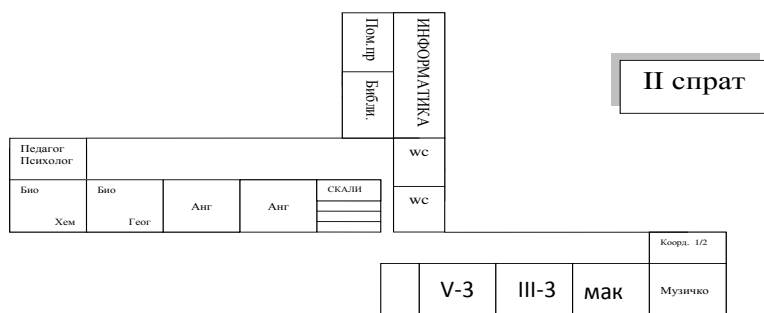 Пом.пр
Библи.
ИНФОРМАТИКА
II спрат
Педагог
Психолог
wc
Био
Хем
Био
Геог
Анг
Анг
СКАЛИ
wc
Коорд. 1/2
V-3
III-3
мак
Музичко